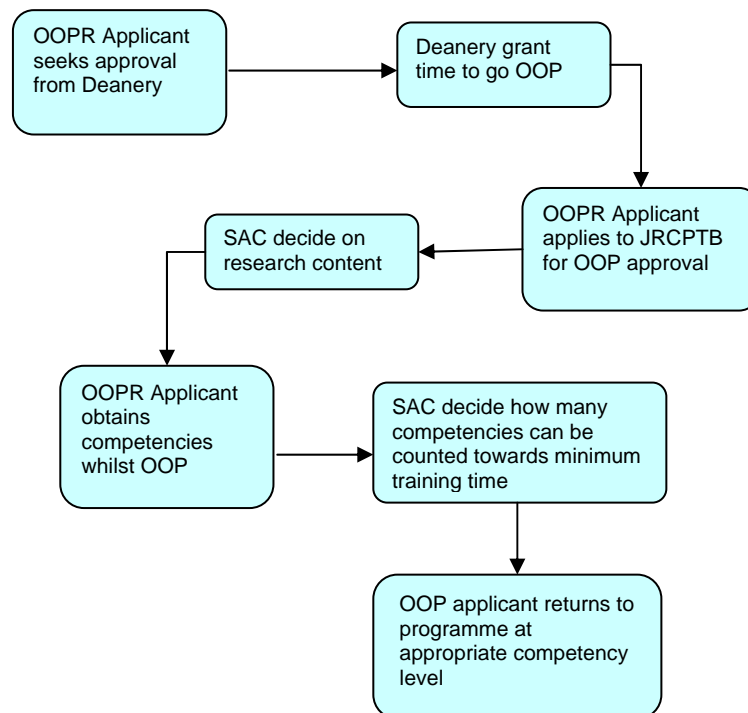 OOPR Applicant
seeks approval
from Deanery
Deanery grant
time to go OOP
OOPR Applicant
applies to JRCPTB
for OOP approval
SAC decide on
research content
OOPR Applicant
obtains
competencies
whilst OOP
SAC decide how many
competencies can be
counted towards minimum
training time
OOP applicant returns to
programme at
appropriate competency
level